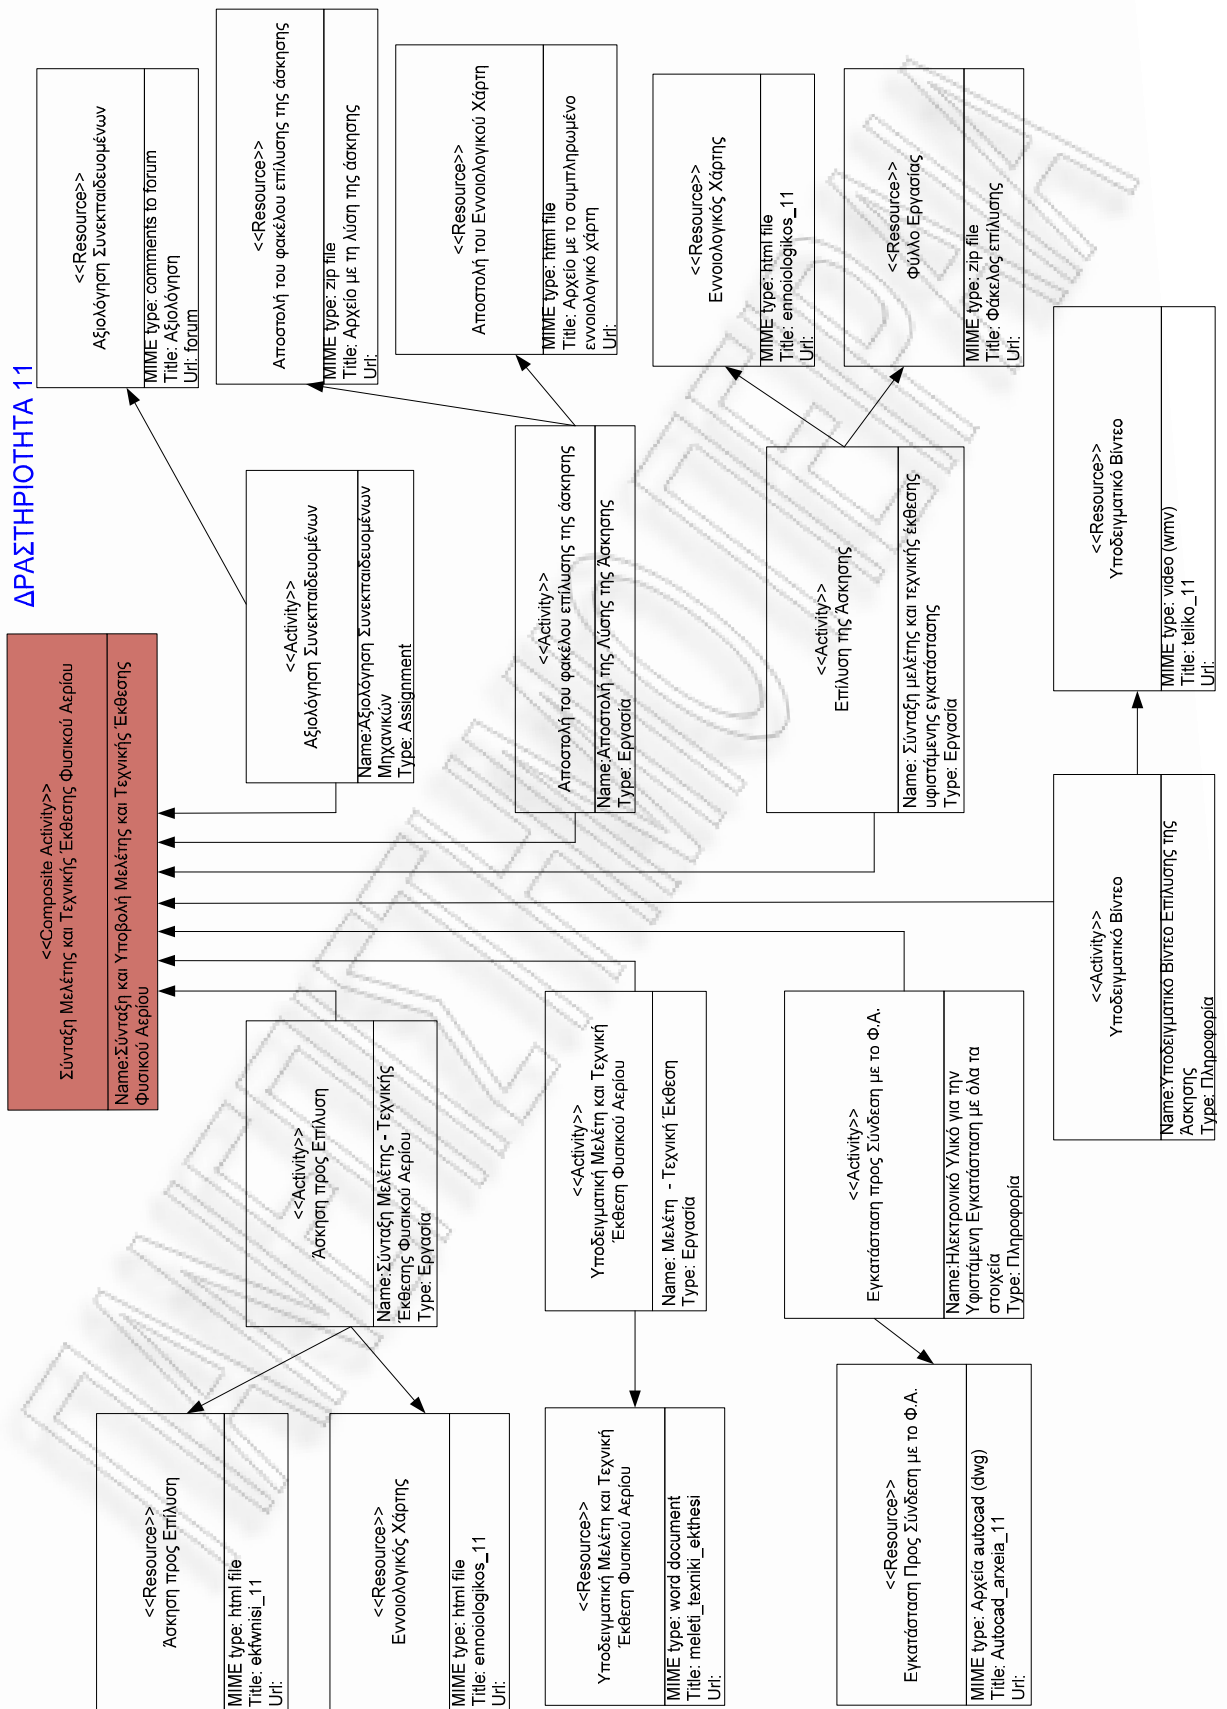 ΔΡΑΣΤΗΡΙΟΤΗΤΑ 11
<<Composite Activity>>
Σύνταξη Μελέτης και Τεχνικής Έκθεσης Φυσικού Αερίου
Name:Σύνταξη και Υποβολή Μελέτης και Τεχνικής Έκθεσης
Φυσικού Αερίου
<<Resource>>
Άσκηση προς Επίλυση
MIME type: html file
Title: ekfwnisi_11
Url:
<<Resource>>
Εννοιολογικός Χάρτης
MIME type: html file
Title: ennoiologikos_11
Url:
<<Activity>>
Άσκηση προς Επίλυση
Name:Σύνταξη Μελέτης - Τεχνικής
Έκθεσης Φυσικού Αερίου
Type: Εργασία
<<Activity>>
Αξιολόγηση Συνεκπαιδευομένων
Name:Αξιολόγηση Συνεκπαιδευομένων
Μηχανικών
Type: Assignment
<<Resource>>
Αξιολόγηση Συνεκπαιδευομένων
MIME type: comments to forum
Title: Αξιολόγηση
Url: forum
<<Resource>>
Αποστολή του φακέλου επίλυσης της άσκησης
MIME type: zip file
Title: Αρχείο με τη λύση της άσκησης
Url:
<<Resource>>
Αποστολή του Εννοιολογικού Χάρτη
MIME type: html file
Title: Αρχείο με το συμπληρωμένο
εννοιολογικό χάρτη
Url:
<<Resource>>
Υποδειγματική Μελέτη και Τεχνική
Έκθεση Φυσικού Αερίου
MIME type: word document
Title: meleti_texniki_ekthesi
Url:
<<Activity>>
Υποδειγματική Μελέτη και Τεχνική
Έκθεση Φυσικού Αερίου
Name: Μελέτη - Τεχνική Έκθεση
Type: Εργασία
<<Activity>>
Αποστολή του φακέλου επίλυσης της άσκησης
Name:Αποστολή της Λύσης της Άσκησης
Type: Εργασία
<<Resource>>
Εννοιολογικός Χάρτης
MIME type: html file
Title: ennoiologikos_11
Url:
<<Resource>>
Εγκατάσταση Προς Σύνδεση με το Φ.Α.
MIME type: Αρχεία autocad (dwg)
Title: Autocad_arxeia_11
Url:
<<Activity>>
Εγκατάσταση προς Σύνδεση με το Φ.Α.
Name:Ηλεκτρονικό Υλικό για την
Υφιστάμενη Εγκατάσταση με όλα τα
στοιχεία
Type: Πληροφορία
<<Activity>>
Επίλυση της Άσκησης
Name: Σύνταξη μελέτης και τεχνικής έκθεσης
υφιστάμενης εγκατάστασης
Type: Εργασία
<<Resource>>
Φύλλο Εργασίας
MIME type: zip file
Title: Φάκελος επίλυσης
Url:
<<Activity>>
Υποδειγματικό Βίντεο
Name:Υποδειγματικό Βίντεο Επίλυσης της
Άσκησης
Type: Πληροφορία
<<Resource>>
Υποδειγματικό Βίντεο
MIME type: video (wmv)
Title: teliko_11
Url:
ΠΑΝΕΠΙΣΤΗΜΙΟ ΠΕΙΡΑΙΑ